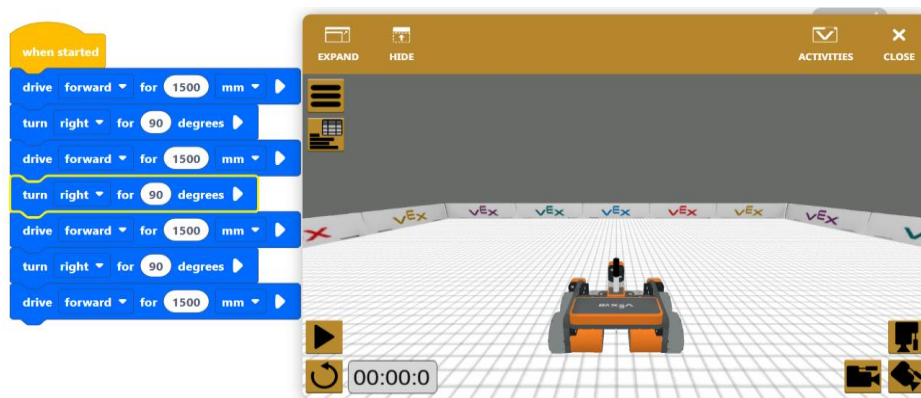 when started
drive forward for 1500 mm
turn right for 90 degrees
drive forward for 1500 mm
turn right for 90 degrees
drive forward for 1500 mm
turn right for 90 degrees
drive forward for 1500 mm
EXPAND HIDE ACTIVITIES CLOSE
VEX VEX VEX VEX VEX VEX VEX
00:00:0